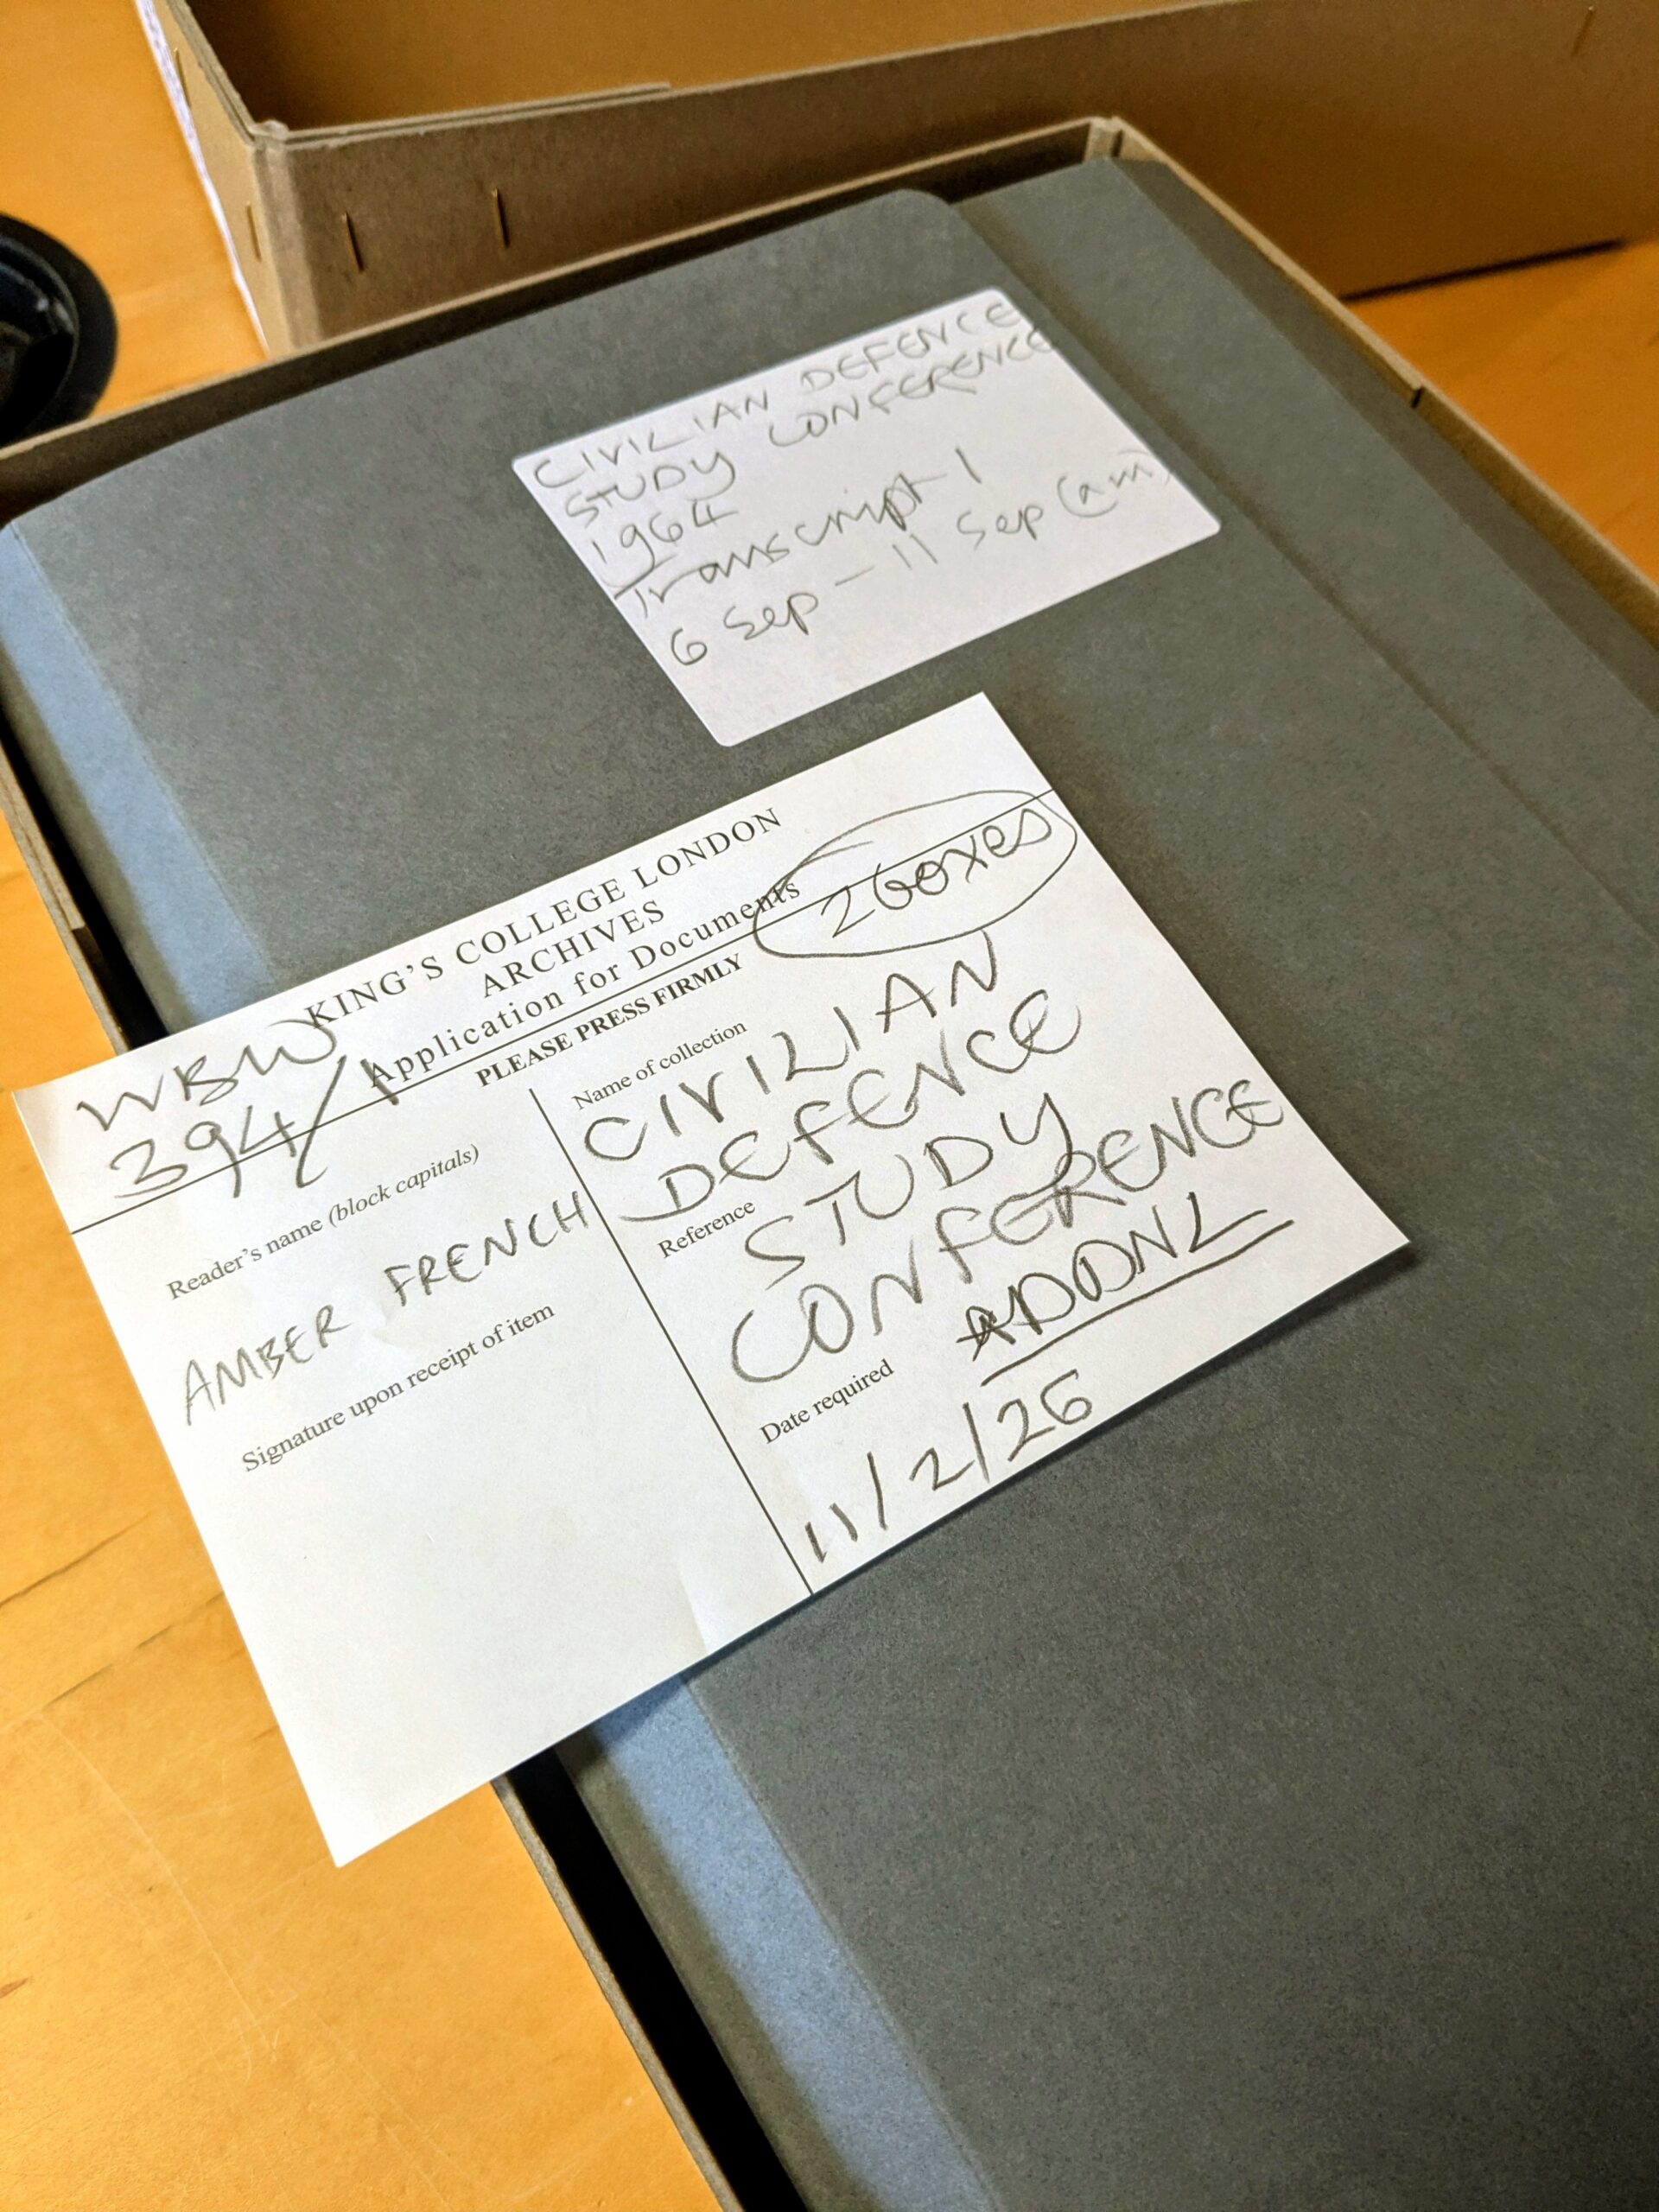 CIVILIAN DEFENCE
STUDY CONFERENCE
1964
Transcript 1
6 Sep – 11 Sep (am)
KING'S COLLEGE LONDON
ARCHIVES
Application for Documents
PLEASE PRESS FIRMLY
2 boxes
WBW
394/1
Reader's name (block capitals)
AMBER FRENCH
Signature upon receipt of item
Name of collection
CIVILIAN
DEFENCE
Reference
STUDY
CONFERENCE
ADDNL
Date required
11/2/26